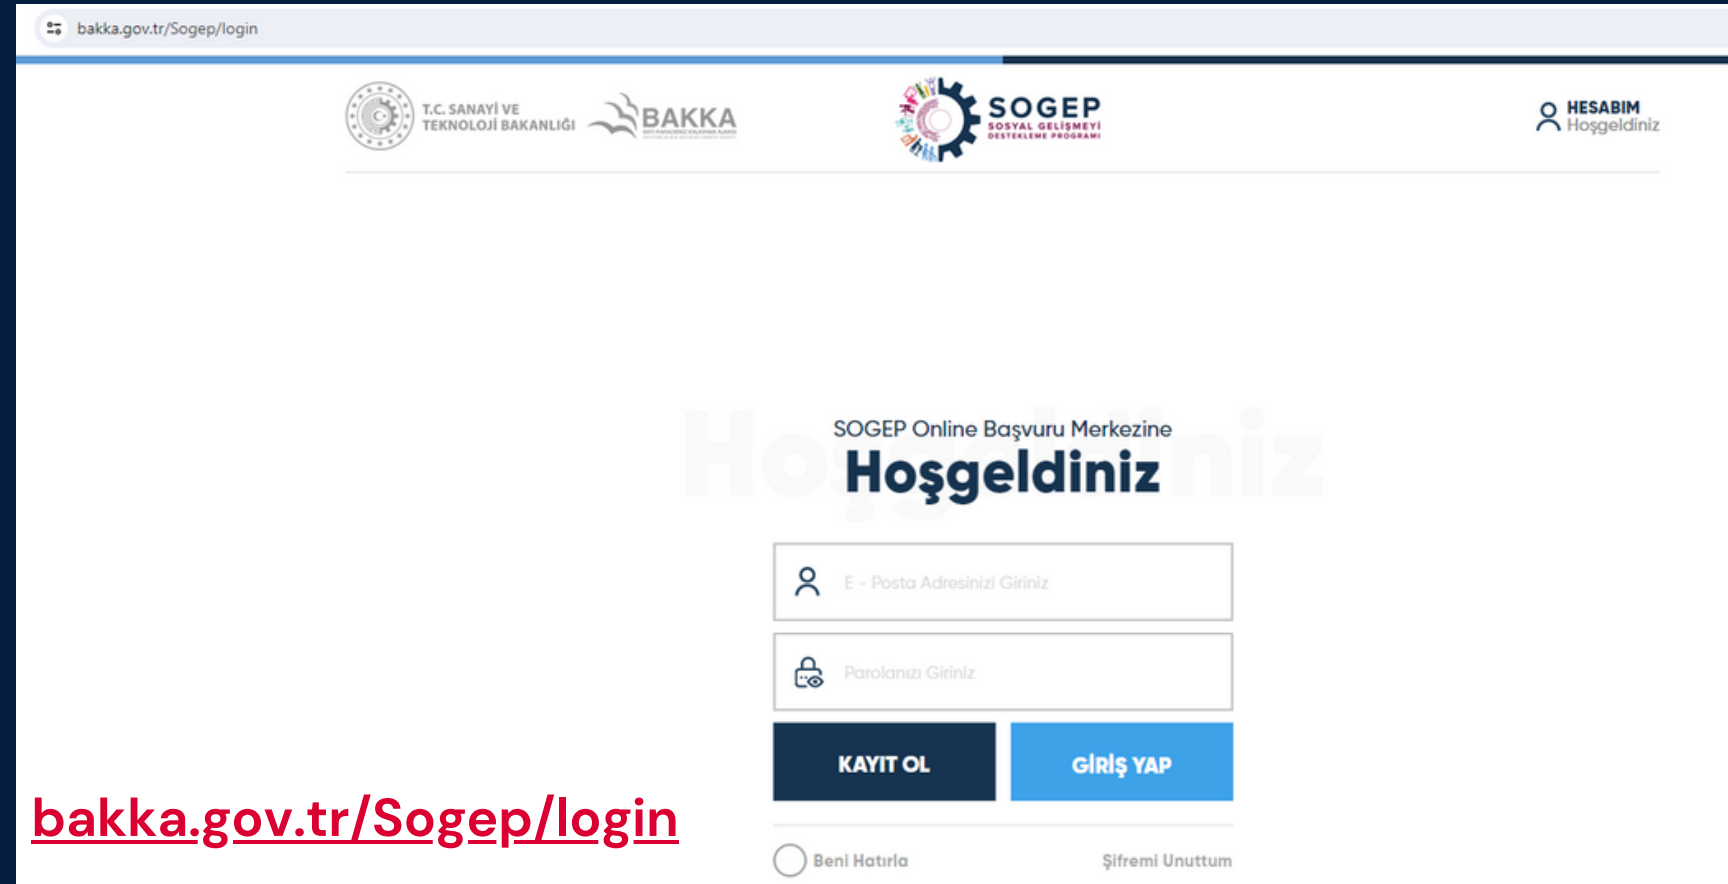 bakka.gov.tr/Sogep/login
T.C. SANAYİ VE
TEKNOLOJİ BAKANLIĞI
BAKKA
SOGEP
SOSYAL GELİŞMEYİ
DESTEKLEME PROGRAMI
HESABIM
Hoşgeldiniz
Hoşgeldiniz
SOGEP Online Başvuru Merkezine
Hoşgeldiniz
E - Posta Adresinizi Giriniz
Parolanızı Giriniz
KAYIT OL
GİRİŞ YAP
bakka.gov.tr/Sogep/login
Beni Hatırla
Şifremi Unuttum